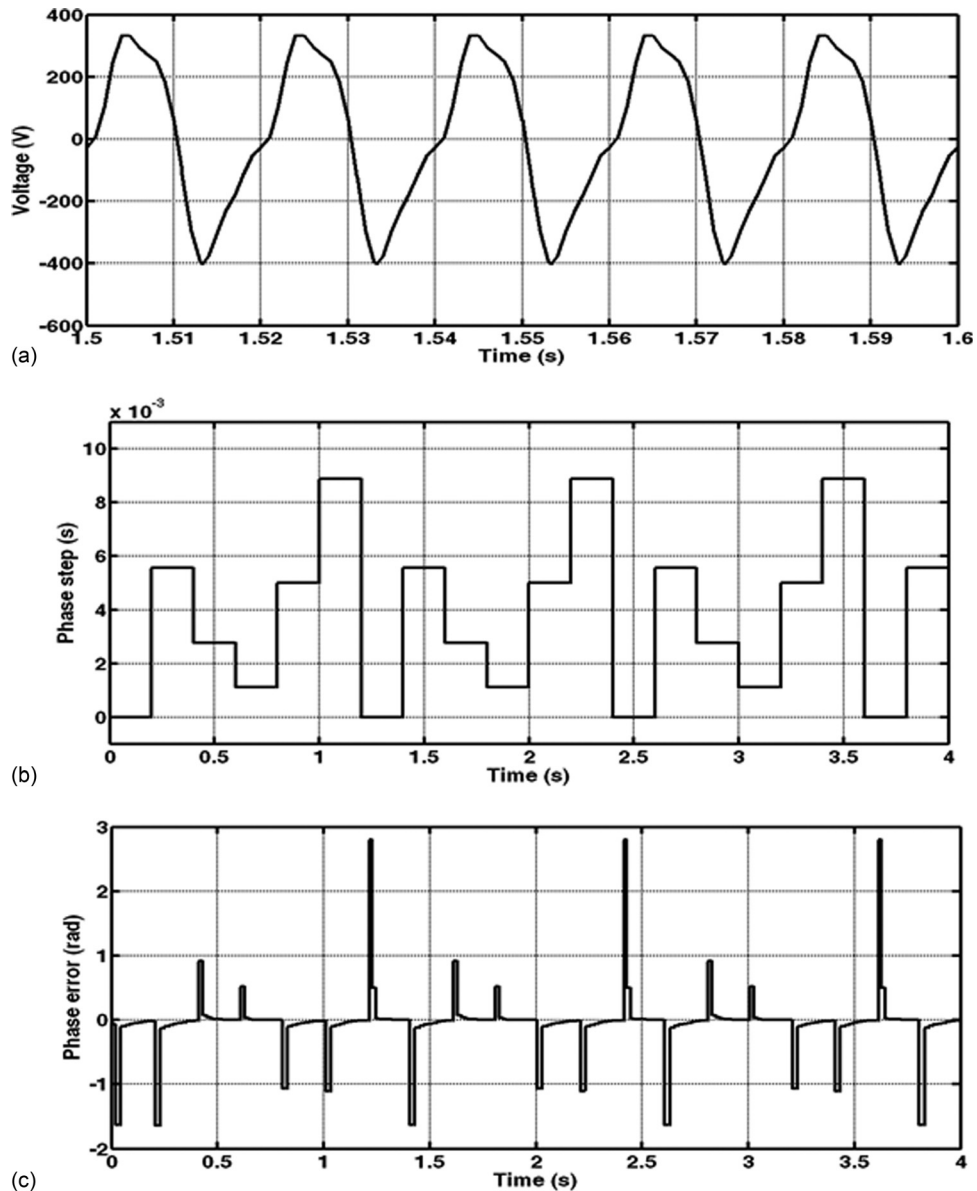 400
200
0
-200
-400
-600
Voltage (V)
1.5 1.51 1.52 1.53 1.54 1.55 1.56 1.57 1.58 1.59 1.6
Time (s)
(a)
x 10⁻³
10
8
6
4
2
0
Phase step (s)
0 0.5 1 1.5 2 2.5 3 3.5 4
Time (s)
(b)
3
2
1
0
-1
-2
Phase error (rad)
0 0.5 1 1.5 2 2.5 3 3.5 4
Time (s)
(c)